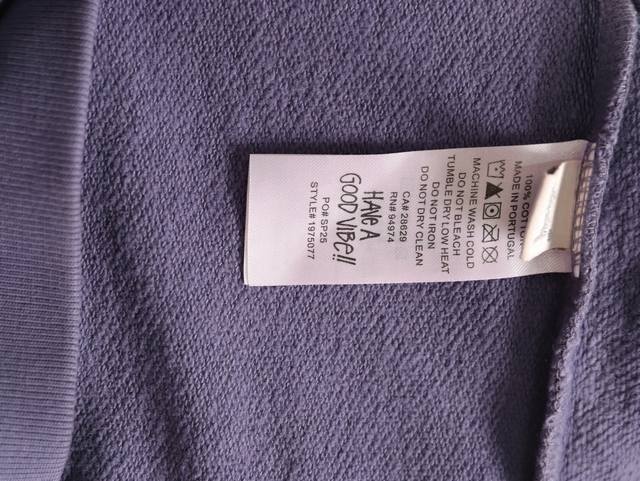 100% COTTON
MADE IN PORTUGAL
MACHINE WASH COLD
DO NOT BLEACH
TUMBLE DRY LOW HEAT
DO NOT IRON
DO NOT DRY CLEAN
CA# 28629
RN# 94974
HAVE A
GOOD VIBE!!
PO# SP25
STYLE# 1975077